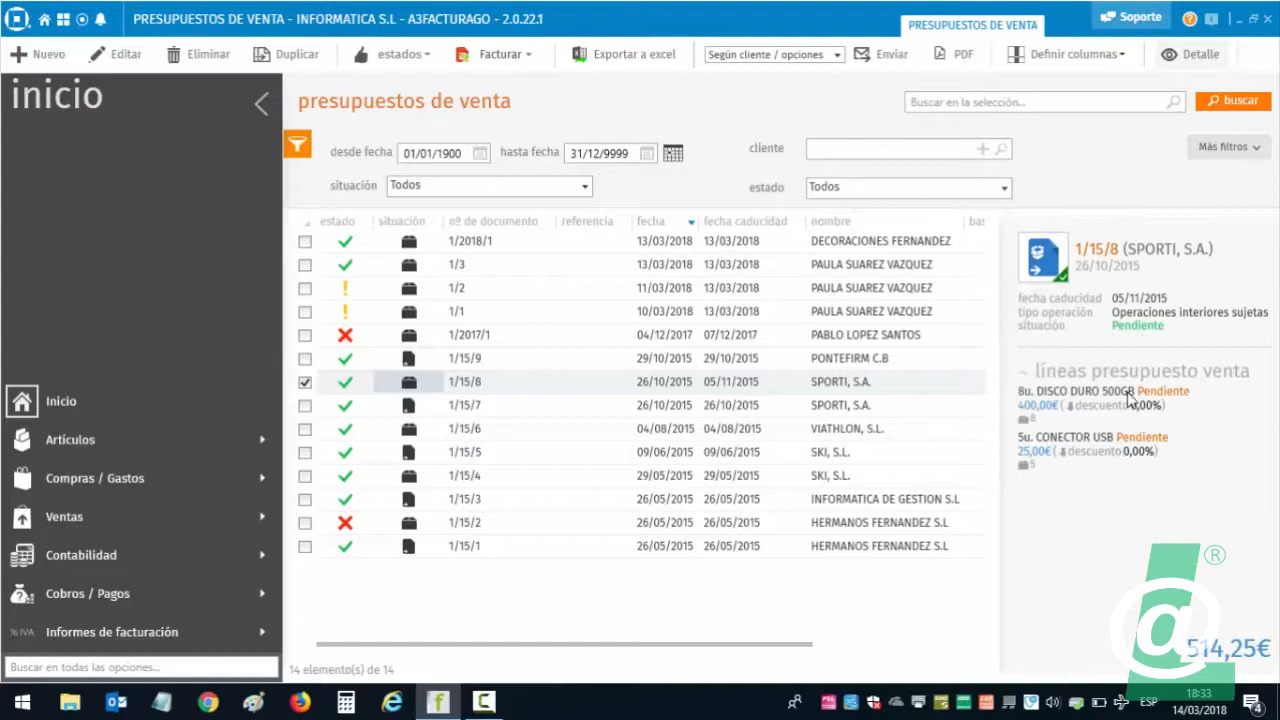 PRESUPUESTOS DE VENTA - INFORMATICA S.L - A3FACTURAGO - 2.0.22.1
PRESUPUESTOS DE VENTA
Soporte
Nuevo
Editar
Eliminar
Duplicar
estados
Facturar
Exportar a excel
Según cliente / opciones
Enviar
PDF
Definir columnas
Detalle
inicio
presupuestos de venta
Buscar en la selección...
buscar
desde fecha 01/01/1900 hasta fecha 31/12/9999 cliente
Más filtros
situación Todos estado Todos
estado situación nº de documento referencia fecha fecha caducidad nombre bas
1/2018/1 13/03/2018 13/03/2018 DECORACIONES FERNANDEZ
1/3 13/03/2018 13/03/2018 PAULA SUAREZ VAZQUEZ
1/2 11/03/2018 13/03/2018 PAULA SUAREZ VAZQUEZ
1/1 10/03/2018 13/03/2018 PAULA SUAREZ VAZQUEZ
1/2017/1 04/12/2017 07/12/2017 PABLO LOPEZ SANTOS
1/15/9 29/10/2015 29/10/2015 PONTEFIRM C.B
1/15/8 26/10/2015 05/11/2015 SPORTI, S.A.
1/15/7 26/10/2015 26/10/2015 SPORTI, S.A.
1/15/6 04/08/2015 04/08/2015 VIATHLON, S.L.
1/15/5 09/06/2015 09/06/2015 SKI, S.L.
1/15/4 29/05/2015 29/05/2015 SKI, S.L.
1/15/3 26/05/2015 26/05/2015 INFORMATICA DE GESTION S.L
1/15/2 26/05/2015 26/05/2015 HERMANOS FERNANDEZ S.L
1/15/1 26/05/2015 26/05/2015 HERMANOS FERNANDEZ S.L
14 elemento(s) de 14
1/15/8 (SPORTI, S.A.)
26/10/2015
fecha caducidad 05/11/2015
tipo operación Operaciones interiores sujetas
situación Pendiente
líneas presupuesto venta
8u. DISCO DURO 500GB Pendiente
400,00€( descuento 0,00%)
8
5u. CONECTOR USB Pendiente
25,00€( descuento 0,00%)
5
514,25€
Inicio
Artículos
Compras / Gastos
Ventas
Contabilidad
Cobros / Pagos
% IVA Informes de facturación
Buscar en todas las opciones...
@
®
ESP
18:33
14/03/2018
4